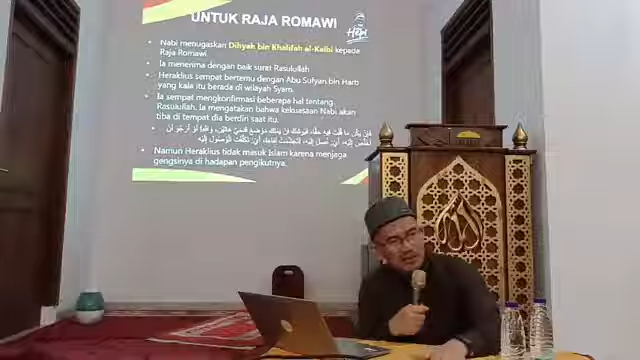 UNTUK RAJA ROMAWI
Nabi menugaskan Dihyah bin Khalifah al-Kalbi kepada
Raja Romawi.
Ia menerima dengan baik surat Rasulullah
Heraklius sempat bertemu dengan Abu Sufyan bin Harb
yang kala itu berada di wilayah Syam.
Ia sempat mengkonfirmasi beberapa hal tentang
Rasulullah. Ia mengatakan bahwa kekuasaan Nabi akan
tiba di tempat dia berdiri saat itu.
Namun Heraklius tidak masuk Islam karena menjaga
gengsinya di hadapan pengikutnya.